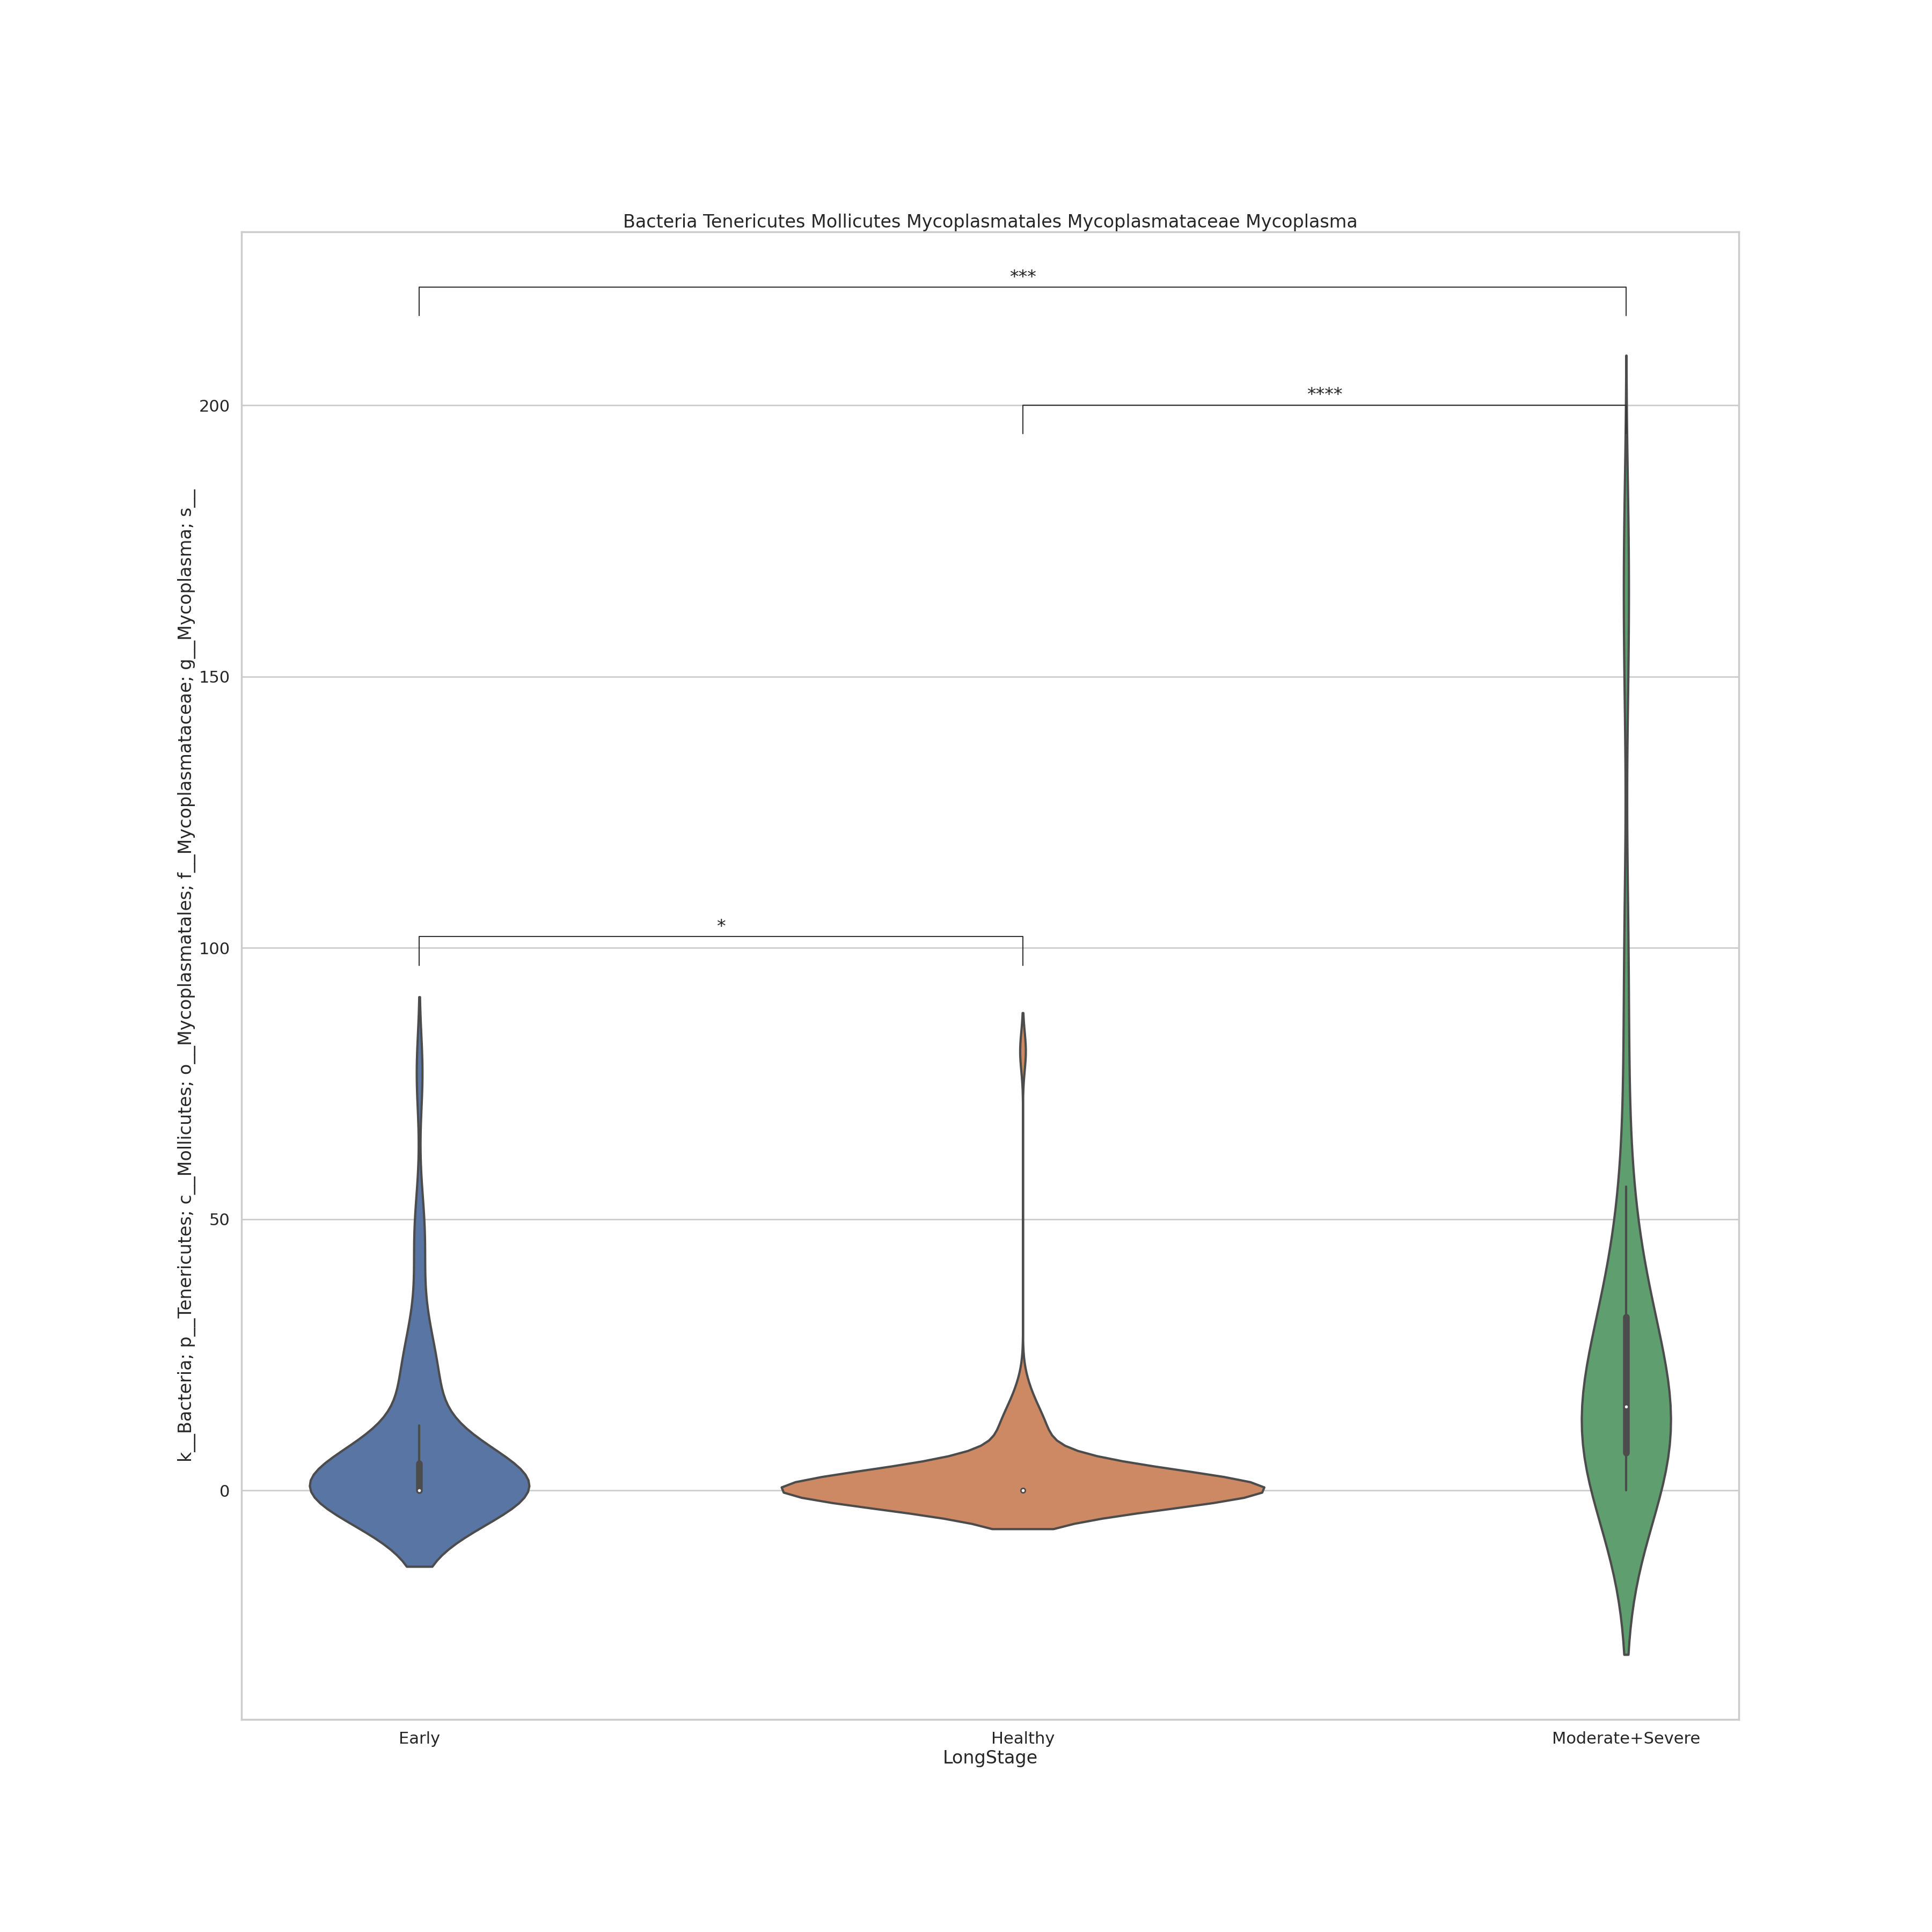 Bacteria Tenericutes Mollicutes Mycoplasmatales Mycoplasmataceae Mycoplasma
***
****
*
200
150
100
50
0
k__Bacteria; p__Tenericutes; c__Mollicutes; o__Mycoplasmatales; f__Mycoplasmataceae; g__Mycoplasma; s__
Early
Healthy
Moderate+Severe
LongStage